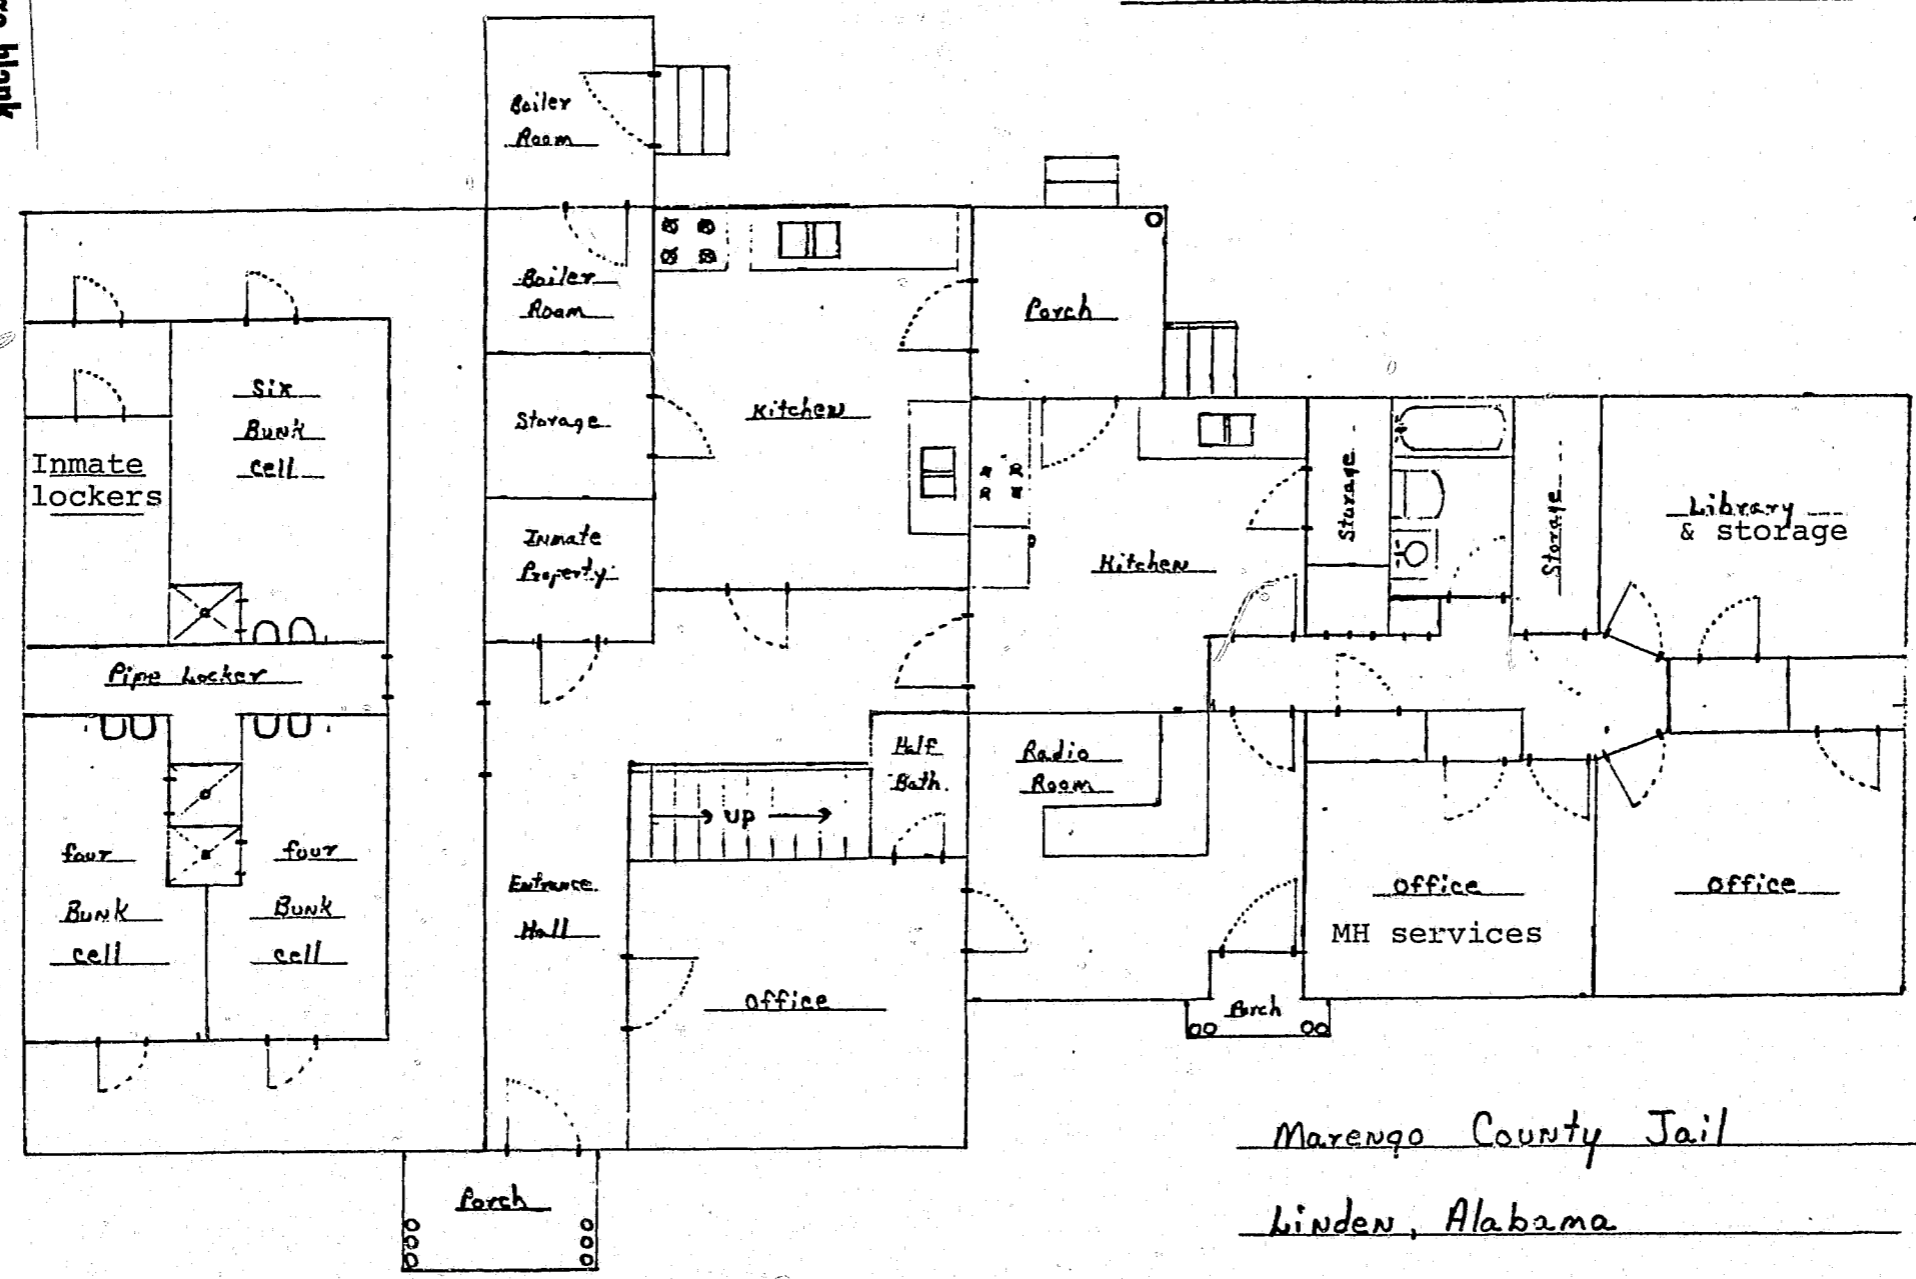 Boiler
Room
Boiler
Room
Storage
Inmate
Property
Kitchen
Porch
Six
Bunk
Cell
Inmate
lockers
Pipe Locker
four
Bunk
cell
four
Bunk
cell
Entrance
Hall
UP
Half
Bath
Radio
Room
Kitchen
Storage
Storage
Library
& storage
Office
Office
MH services
Office
Porch
Porch
Marengo County Jail
Linden, Alabama